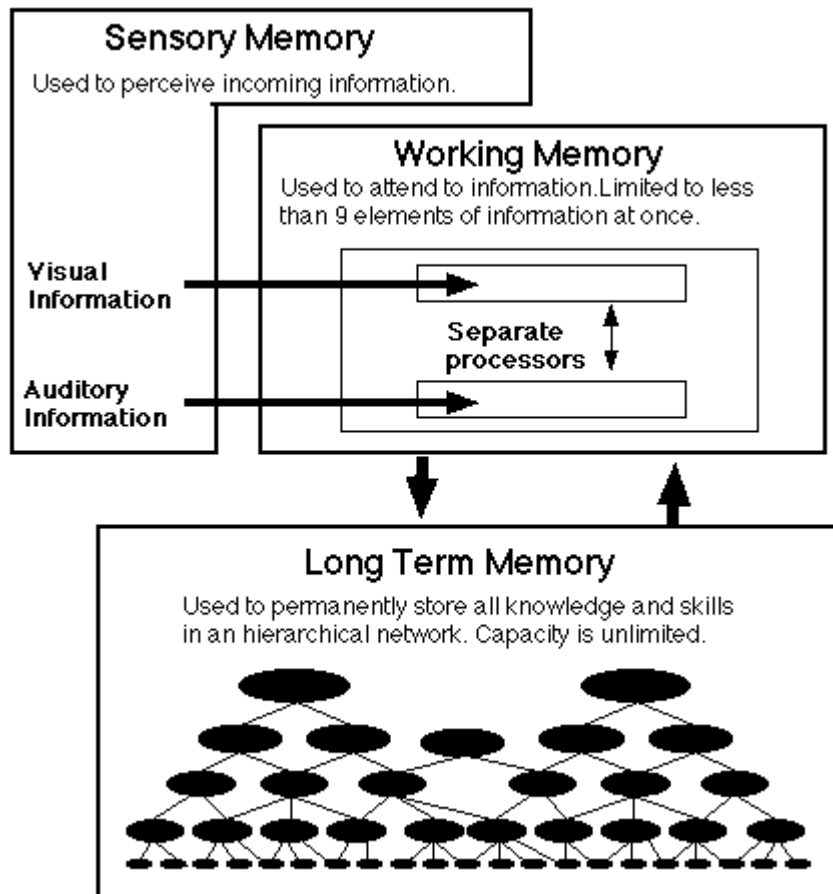 Sensory Memory
Used to perceive incoming information.
Working Memory
Used to attend to information.Limited to less
than 9 elements of information at once.
Visual
Information
Separate
processors
Auditory
Information
Long Term Memory
Used to permanently store all knowledge and skills
in an hierarchical network. Capacity is unlimited.